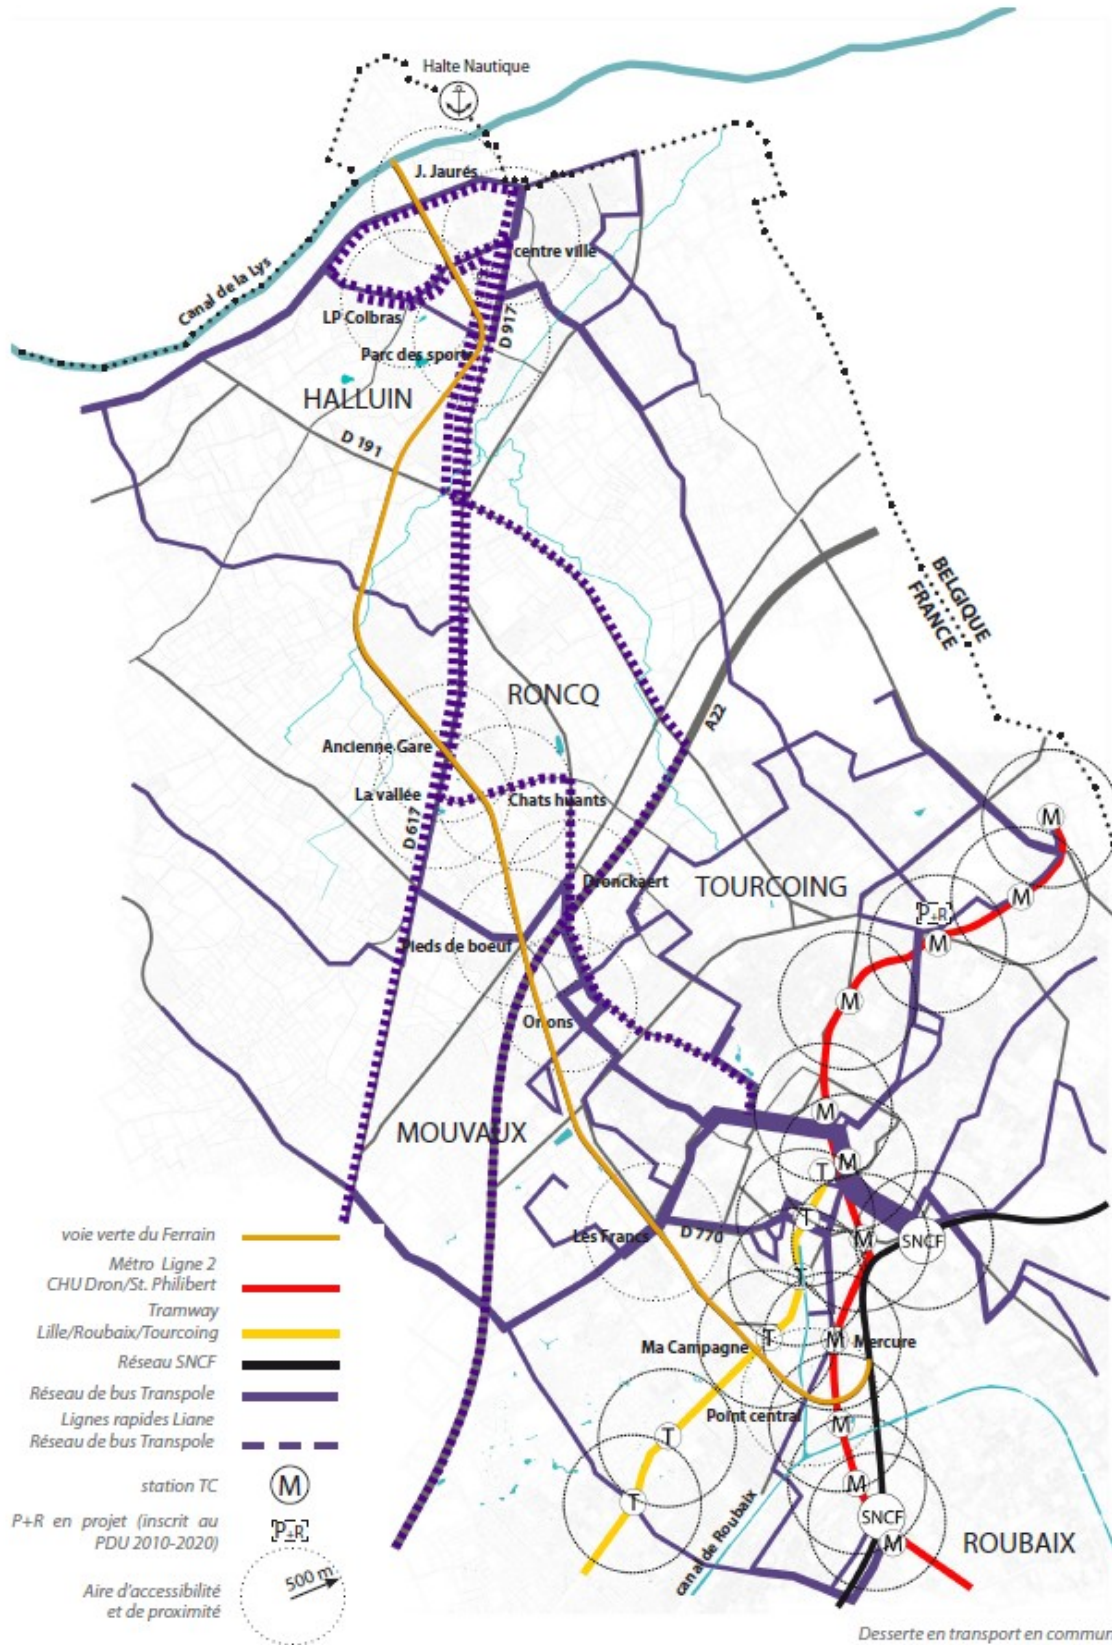 Halte Nautique
J. Jaurés
centre ville
Canal de la Lys
LP Colbras
D 917
Parc des sport
HALLUIN
D 191
BELGIQUE
FRANCE
RONCQ
A22
Ancienne Gare
La vallée
Chats huants
D 617
Dronckaert
TOURCOING
M
P+R
M
M
Pieds de boeuf
M
Orions
M
MOUVAUX
M
T
T
Les Francs
D 770
M
SNCF
T
Ma Campagne
T
M
Mercure
Point central
T
M
M
T
canal de Roubaix
SNCF
M
ROUBAIX
voie verte du Ferrain
Métro Ligne 2
CHU Dron/St. Philibert
Tramway
Lille/Roubaix/Tourcoing
Réseau SNCF
Réseau de bus Transpole
Lignes rapides Liane
Réseau de bus Transpole
station TC
M
P+R en projet (inscrit au
PDU 2010-2020)
P+R
Aire d'accessibilité
et de proximité
500 m
Desserte en transport en commun